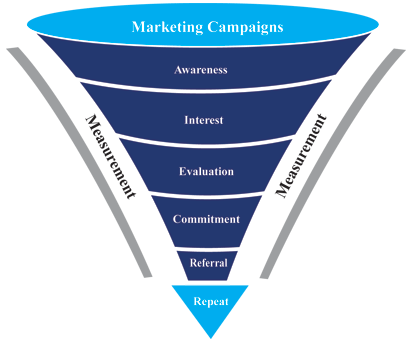 Marketing Campaigns
Awareness
Interest
Measurement
Measurement
Evaluation
Commitment
Referral
Repeat